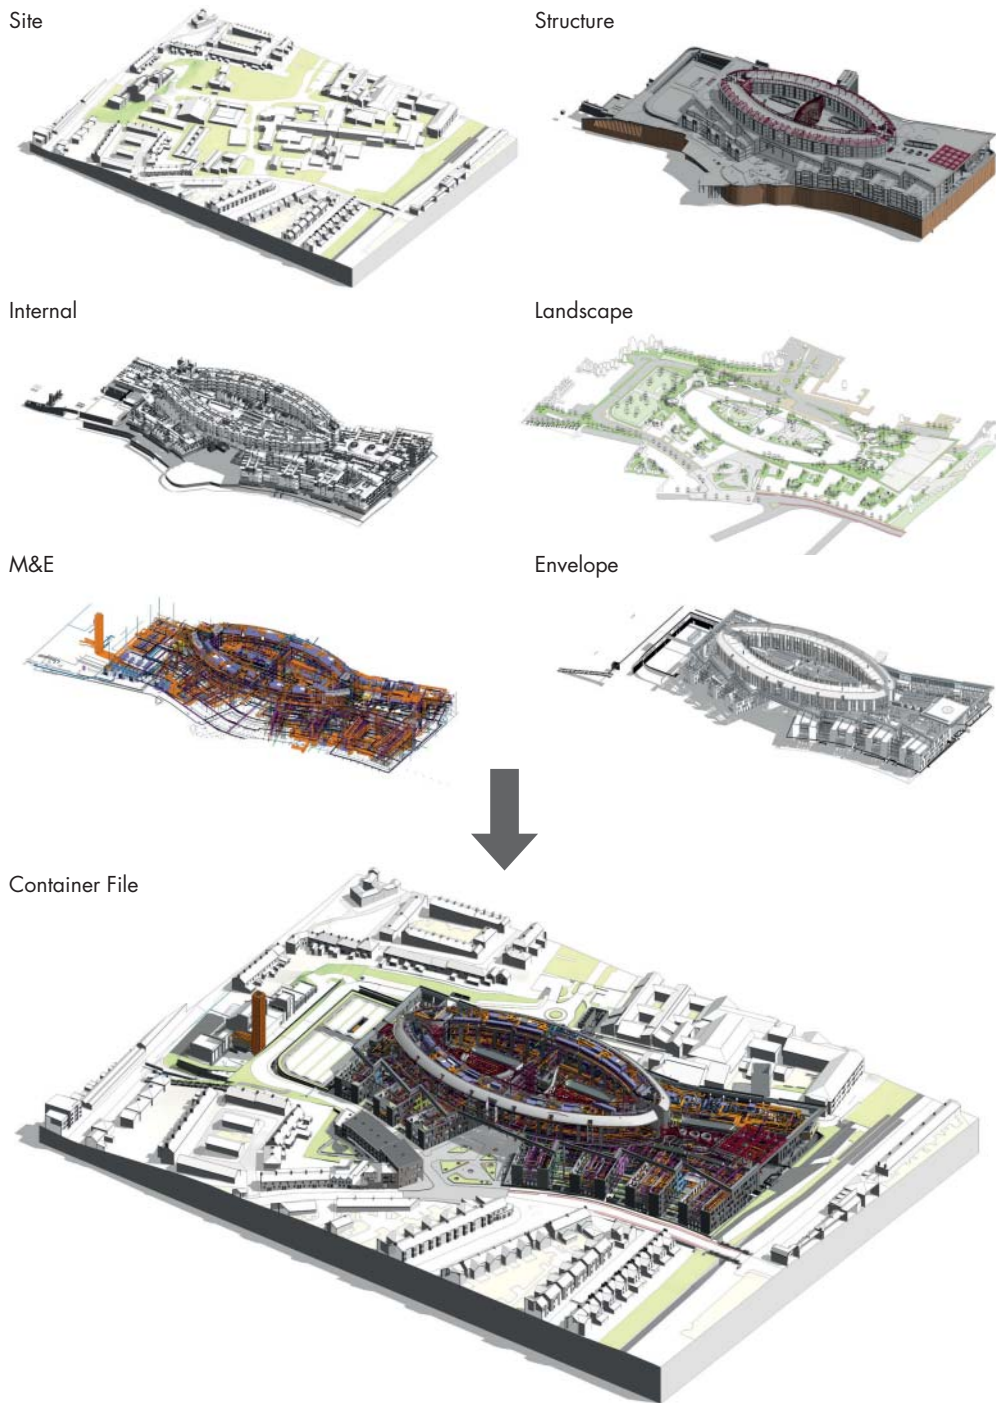 Site
Structure
Internal
Landscape
M&E
Envelope
Container File